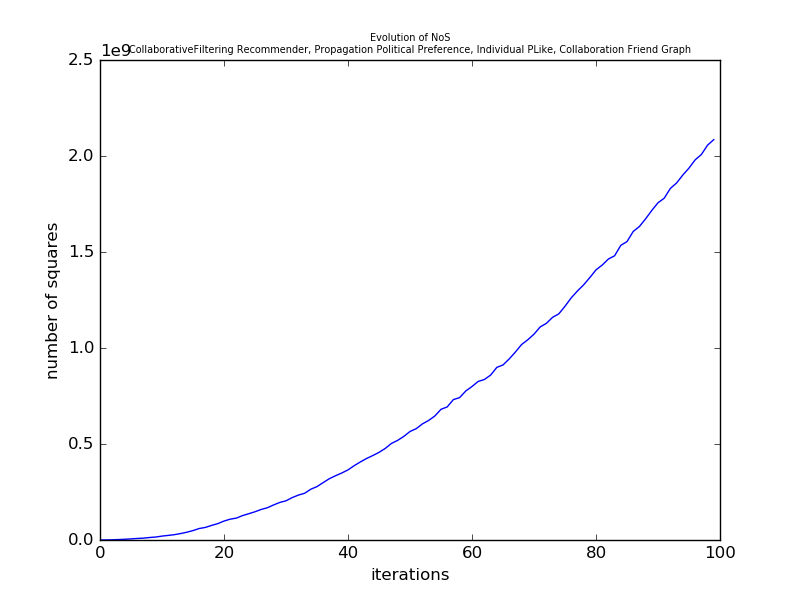 Evolution of NoS
CollaborativeFiltering Recommender, Propagation Political Preference, Individual PLike, Collaboration Friend Graph
1e9
2.5
2.0
1.5
1.0
0.5
0.0
number of squares
0 20 40 60 80 100
iterations